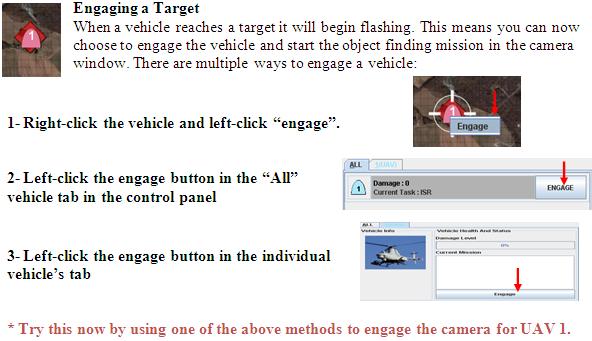 Engaging a Target
When a vehicle reaches a target it will begin flashing. This means you can now
choose to engage the vehicle and start the object finding mission in the camera
window. There are multiple ways to engage a vehicle:
1
1- Right-click the vehicle and left-click “engage”.
1
Engage
2- Left-click the engage button in the “All”
vehicle tab in the control panel
ALL 1(UAV)
1 Damage : 0 ENGAGE
Current Task : ISR
3- Left-click the engage button in the individual
vehicle’s tab
ALL
Vehicle Info Vehicle Health And Status
Damage Level
0%
Current Mission
Engage
* Try this now by using one of the above methods to engage the camera for UAV 1.